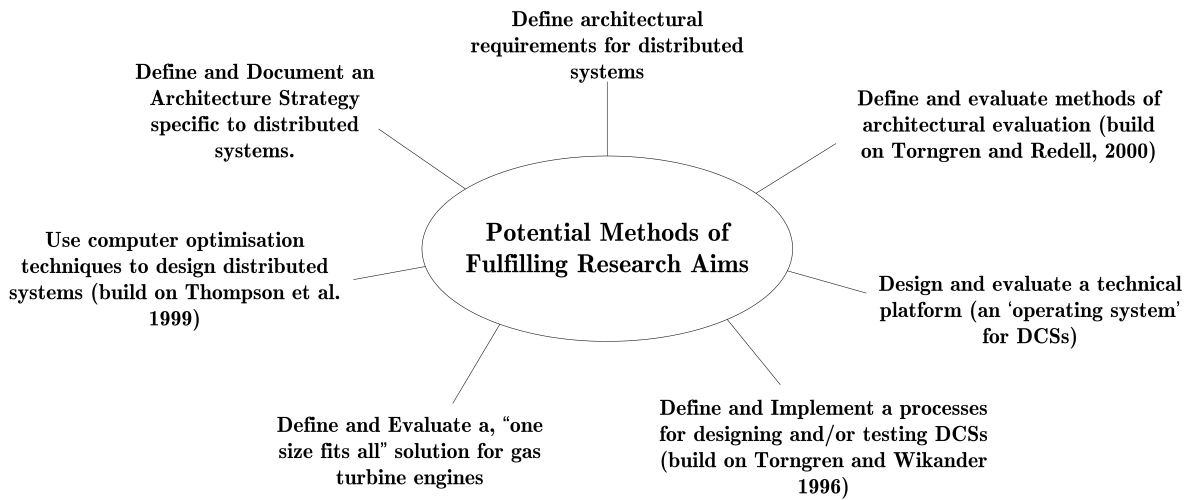 Define architectural
requirements for distributed
systems
Define and Document an
Architecture Strategy
specific to distributed
systems.
Define and evaluate methods of
architectural evaluation (build
on Torngren and Redell, 2000)
Potential Methods of
Fulfilling Research Aims
Use computer optimisation
techniques to design distributed
systems (build on Thompson et al.
1999)
Design and evaluate a technical
platform (an ‘operating system’
for DCSs)
Define and Evaluate a, “one
size fits all” solution for gas
turbine engines
Define and Implement a processes
for designing and/or testing DCSs
(build on Torngren and Wikander
1996)